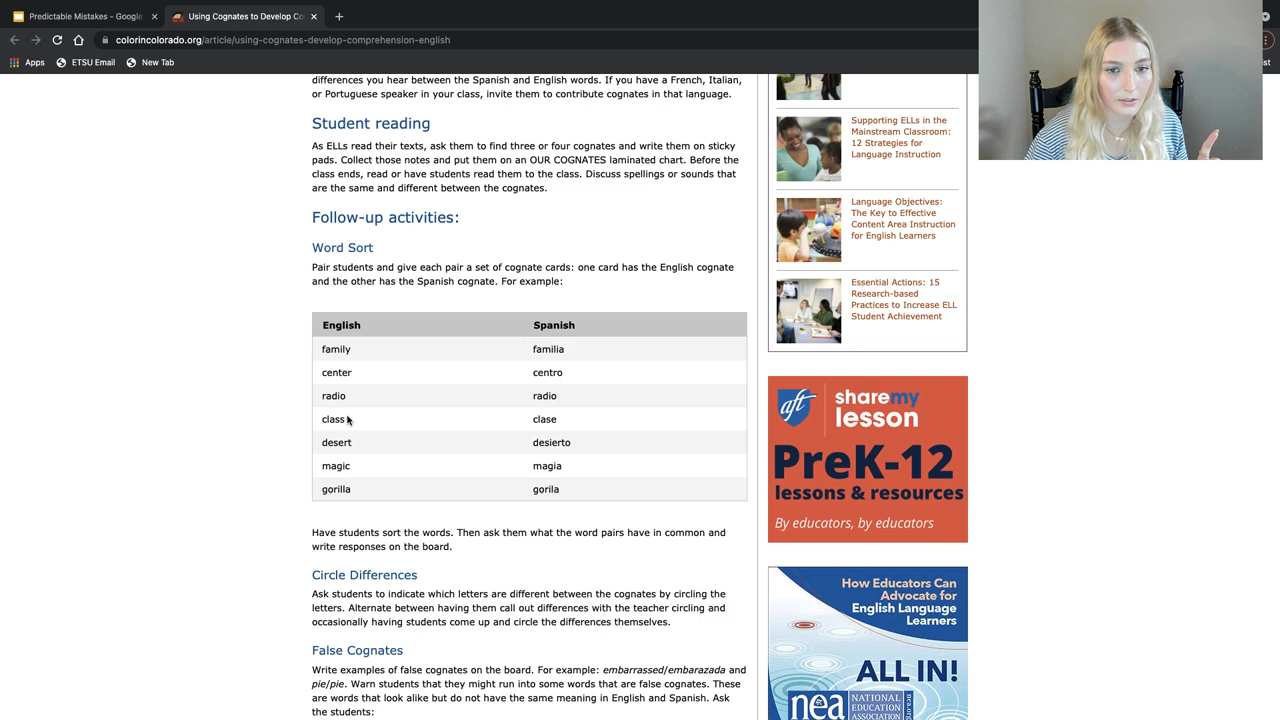 Predictable Mistakes - Google
Using Cognates to Develop Co
colorincolorado.org/article/using-cognates-develop-comprehension-english
Apps
ETSU Email
New Tab
differences you hear between the Spanish and English words. If you have a French, Italian,
or Portuguese speaker in your class, invite them to contribute cognates in that language.
Student reading
As ELLs read their texts, ask them to find three or four cognates and write them on sticky
pads. Collect those notes and put them on an OUR COGNATES laminated chart. Before the
class ends, read or have students read them to the class. Discuss spellings or sounds that
are the same and different between the cognates.
Follow-up activities:
Word Sort
Pair students and give each pair a set of cognate cards: one card has the English cognate
and the other has the Spanish cognate. For example:
English Spanish
family familia
center centro
radio radio
class clase
desert desierto
magic magia
gorilla gorila
Have students sort the words. Then ask them what the word pairs have in common and
write responses on the board.
Circle Differences
Ask students to indicate which letters are different between the cognates by circling the
letters. Alternate between having them call out differences with the teacher circling and
occasionally having students come up and circle the differences themselves.
False Cognates
Write examples of false cognates on the board. For example: embarrassed/embarazada and
pie/pie. Warn students that they might run into some words that are false cognates. These
are words that look alike but do not have the same meaning in English and Spanish. Ask
the students:
Supporting ELLs in the
Mainstream Classroom:
12 Strategies for
Language Instruction
Language Objectives:
The Key to Effective
Content Area Instruction
for English Learners
Essential Actions: 15
Research-based
Practices to Increase ELL
Student Achievement
aft
sharemy
lesson
PreK-12
lessons & resources
By educators, by educators
How Educators Can
Advocate for
English Language
Learners
ALL IN!
nea
NATIONAL
EDUCATION
ASSOCIATION
nea.org